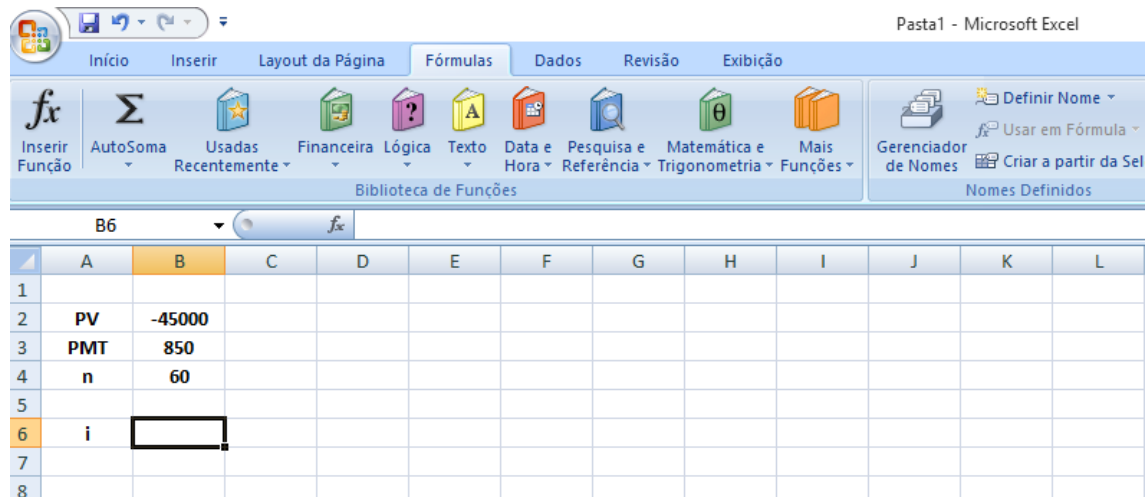 Pasta1 - Microsoft Excel
Início Inserir Layout da Página Fórmulas Dados Revisão Exibição
fx Σ ? A θ
Inserir Função AutoSoma Usadas Recentemente Financeira Lógica Texto Data e Hora Pesquisa e Referência Matemática e Trigonometria Mais Funções
Biblioteca de Funções
Gerenciador de Nomes
Definir Nome
Usar em Fórmula
Criar a partir da Sel
Nomes Definidos
B6 fx
A B C D E F G H I J K L
1
2 PV -45000
3 PMT 850
4 n 60
5
6 i
7
8